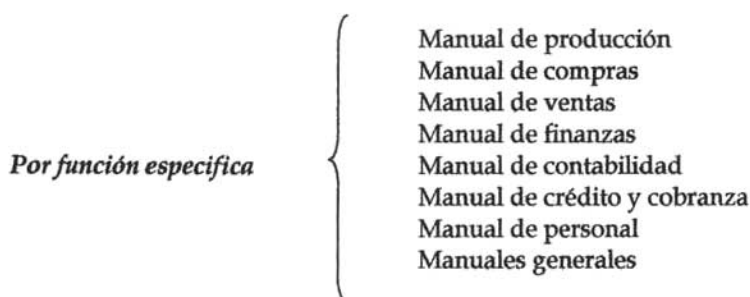 Por función especifica
Manual de producción
Manual de compras
Manual de ventas
Manual de finanzas
Manual de contabilidad
Manual de crédito y cobranza
Manual de personal
Manuales generales